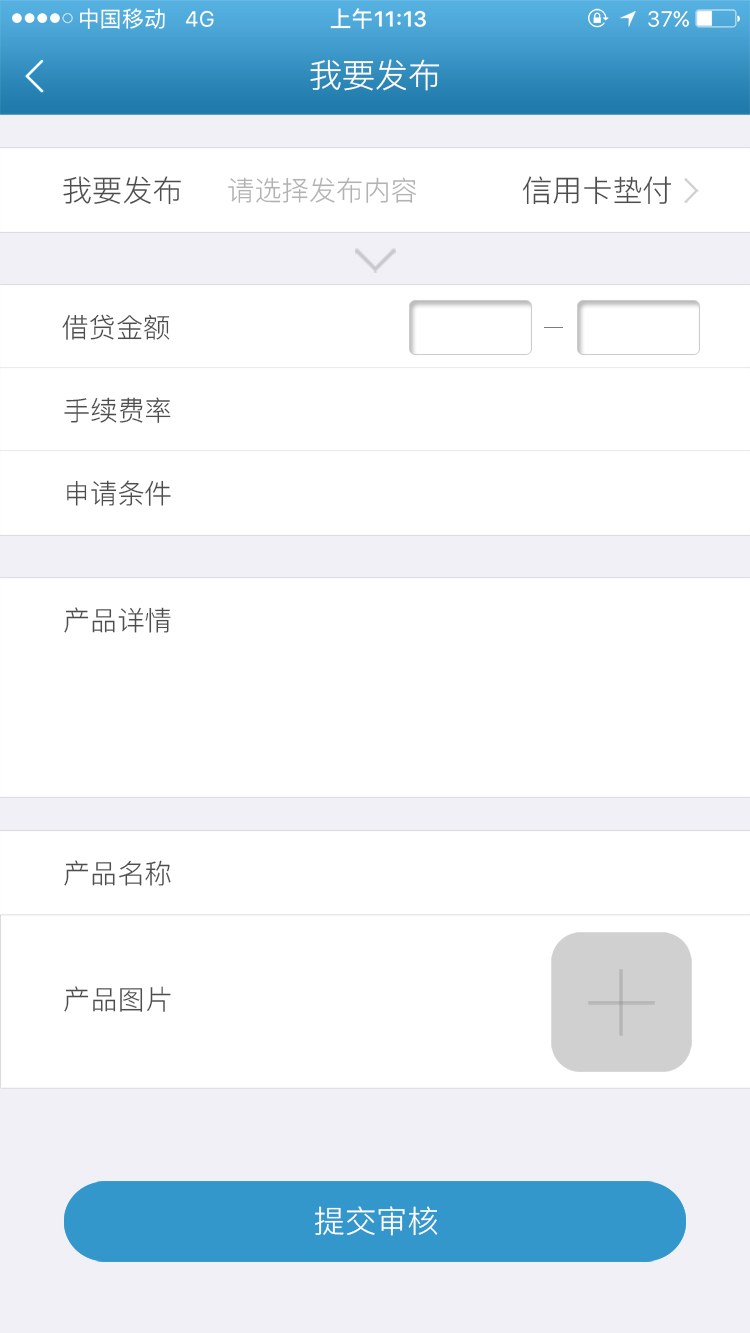 中国移动 4G 上午11:13 37%
我要发布
我要发布 请选择发布内容 信用卡垫付
借贷金额 —
手续费率
申请条件
产品详情
产品名称
产品图片
提交审核